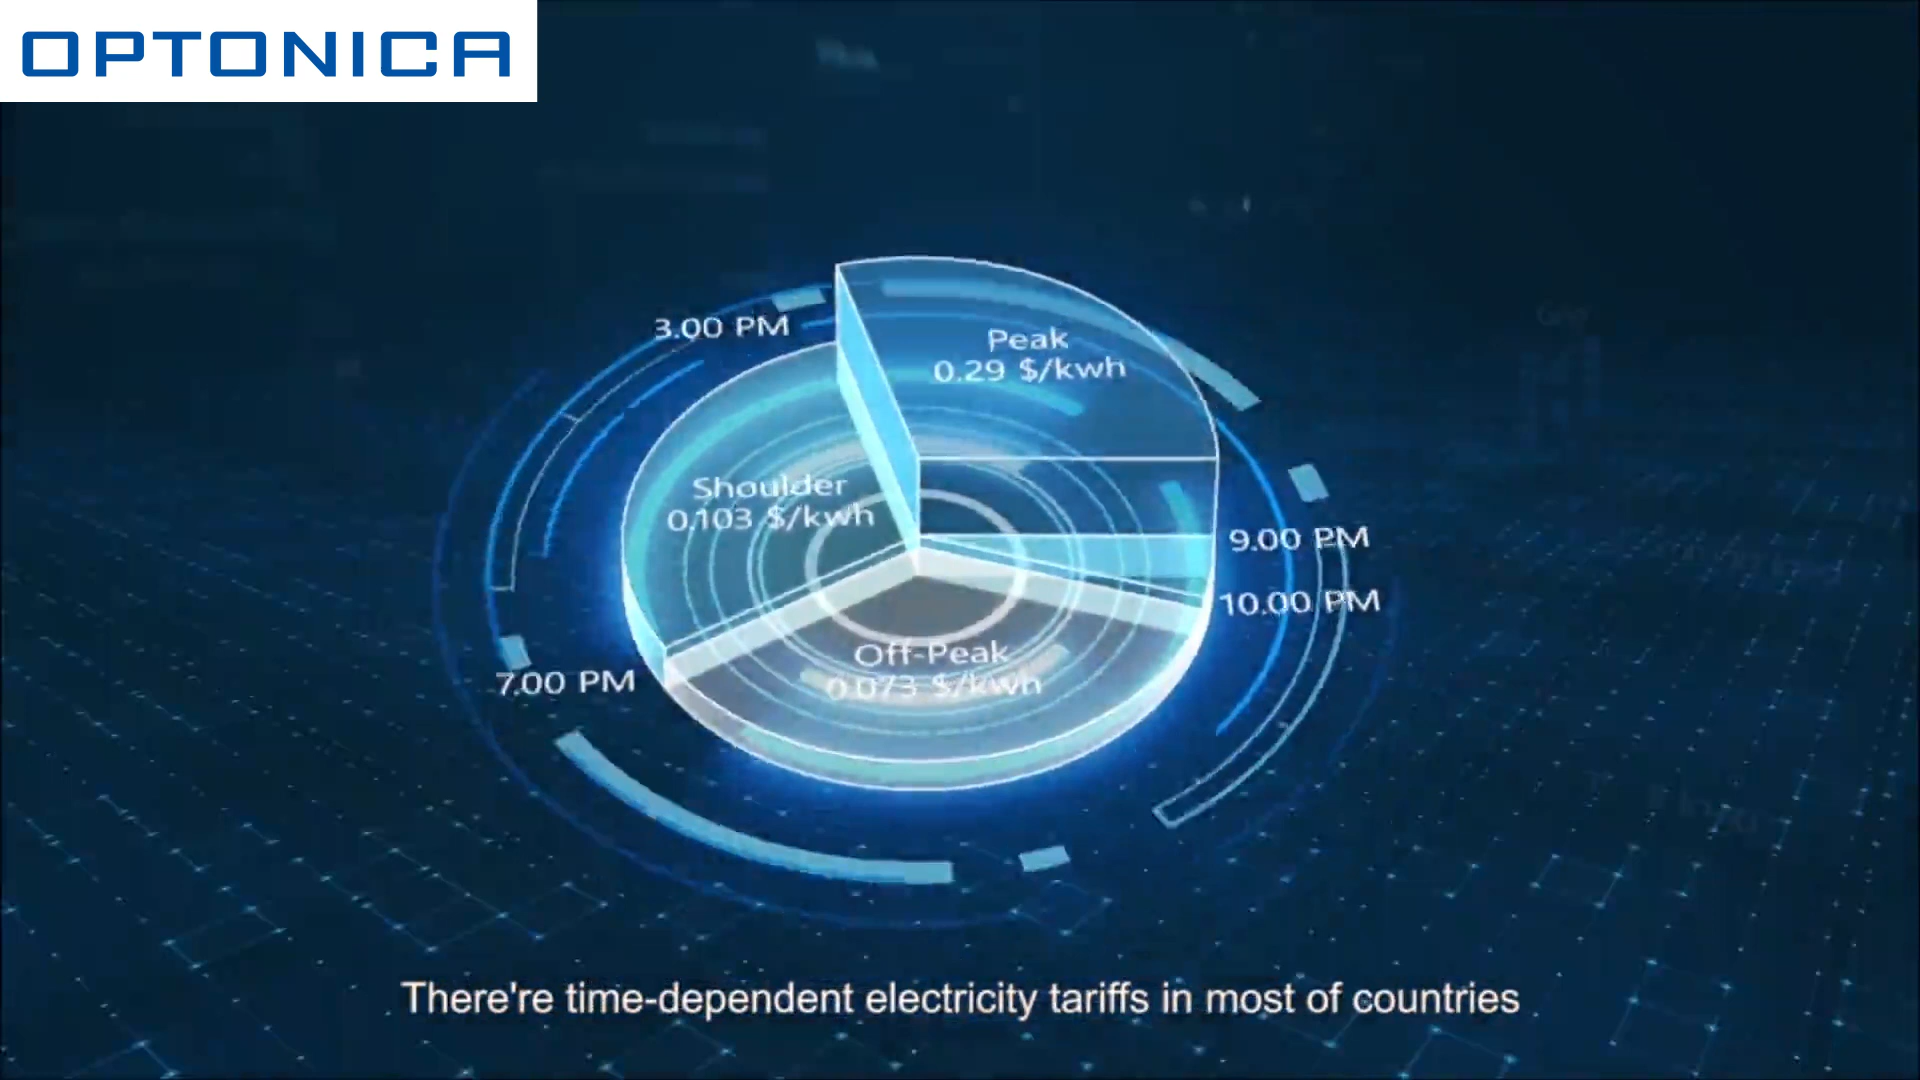 OPTONICA
3.00 PM
Peak
0.29 $/kwh
Shoulder
0.103 $/kwh
9.00 PM
10.00 PM
Off-Peak
0.073 $/kwh
7.00 PM
There're time-dependent electricity tariffs in most of countries